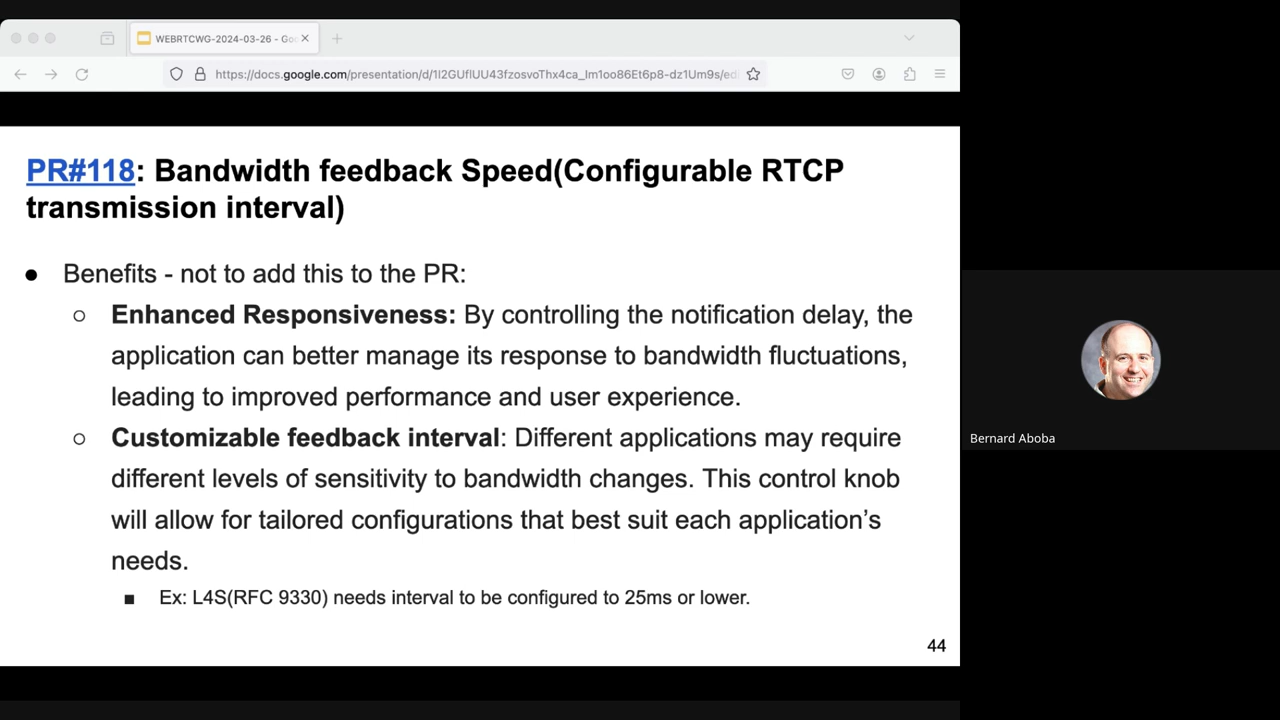 WEBRTCWG-2024-03-26 - Go
https://docs.google.com/presentation/d/1I2GUflUU43fzosvoThx4ca_Im1oo86Et6p8-dz1Um9s/ed
PR#118: Bandwidth feedback Speed(Configurable RTCP
transmission interval)
● Benefits - not to add this to the PR:
○ Enhanced Responsiveness: By controlling the notification delay, the
application can better manage its response to bandwidth fluctuations,
leading to improved performance and user experience.
○ Customizable feedback interval: Different applications may require
different levels of sensitivity to bandwidth changes. This control knob
will allow for tailored configurations that best suit each application’s
needs.
■ Ex: L4S(RFC 9330) needs interval to be configured to 25ms or lower.
44
Bernard Aboba